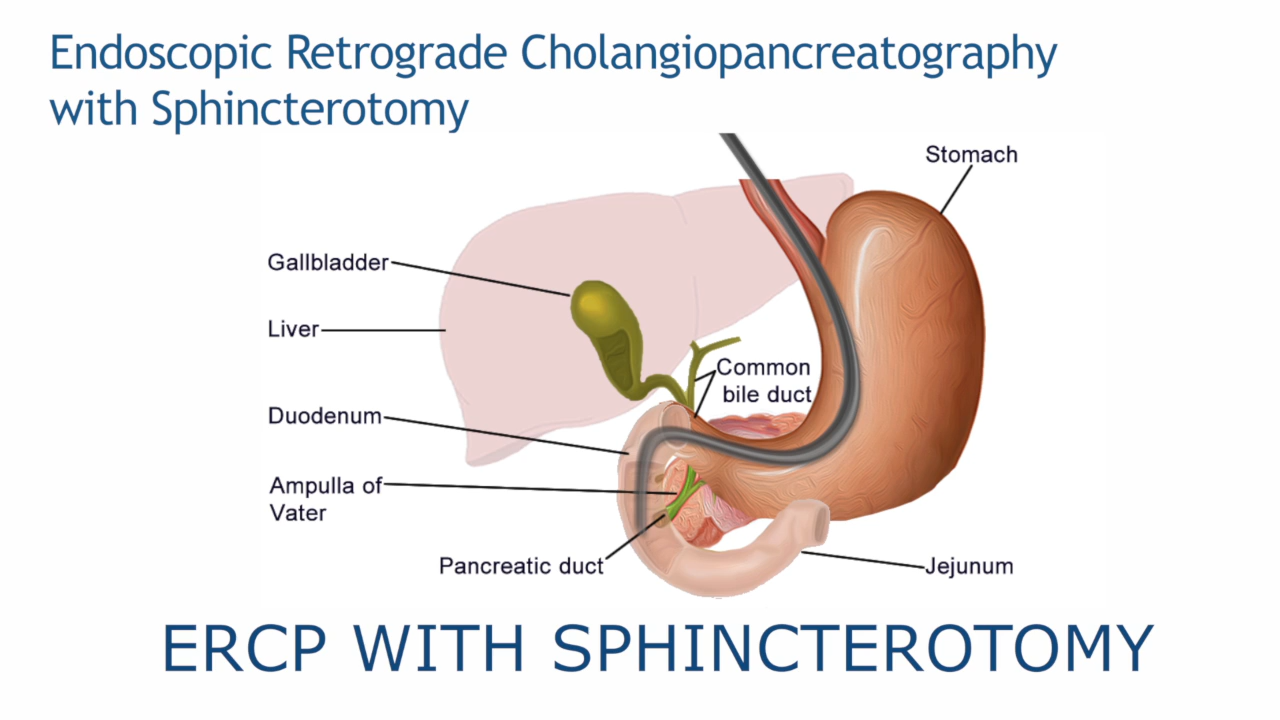 Endoscopic Retrograde Cholangiopancreatography
with Sphincterotomy
Stomach
Gallbladder
Liver
Common
bile duct
Duodenum
Ampulla of
Vater
Pancreatic duct
Jejunum
ERCP WITH SPHINCTEROTOMY